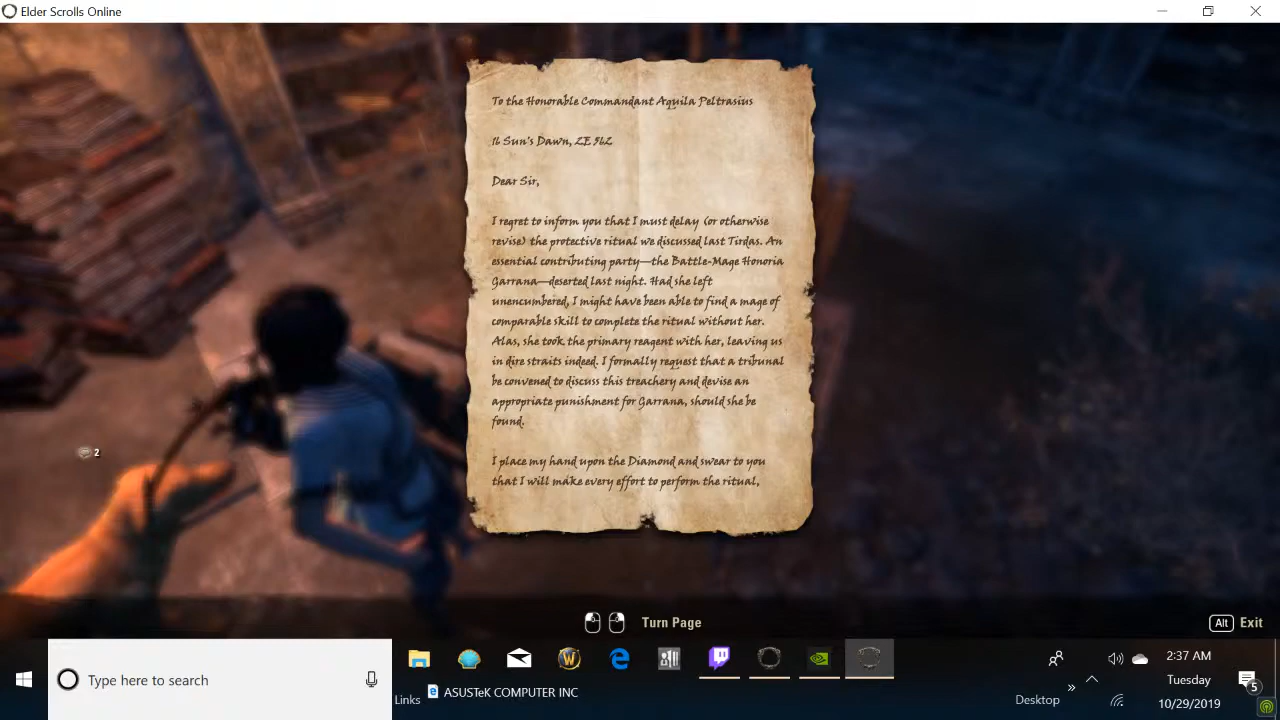 Elder Scrolls Online
To the Honorable Commandant Aquila Peltrasius
16 Sun's Dawn, 2E 562
Dear Sir,
I regret to inform you that I must delay (or otherwise
revise) the protective ritual we discussed last Tirdas. An
essential contributing party—the Battle-Mage Honoria
Garrana—deserted last night. Had she left
unencumbered, I might have been able to find a mage of
comparable skill to complete the ritual without her.
Alas, she took the primary reagent with her, leaving us
in dire straits indeed. I formally request that a tribunal
be convened to discuss this treachery and devise an
appropriate punishment for Garrana, should she be
found.
I place my hand upon the Diamond and swear to you
that I will make every effort to perform the ritual,
2
Turn Page
Alt Exit
Type here to search
Links
ASUSTeK COMPUTER INC
Desktop
»
2:37 AM
Tuesday
10/29/2019
5